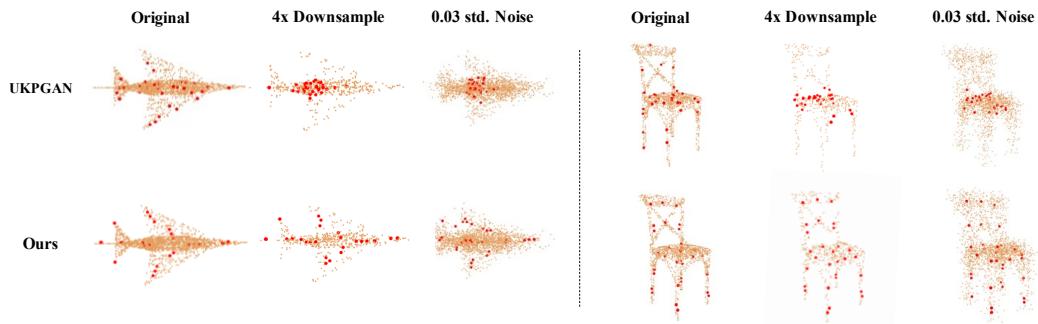 Original 4x Downsample 0.03 std. Noise Original 4x Downsample 0.03 std. Noise
UKPGAN
Ours